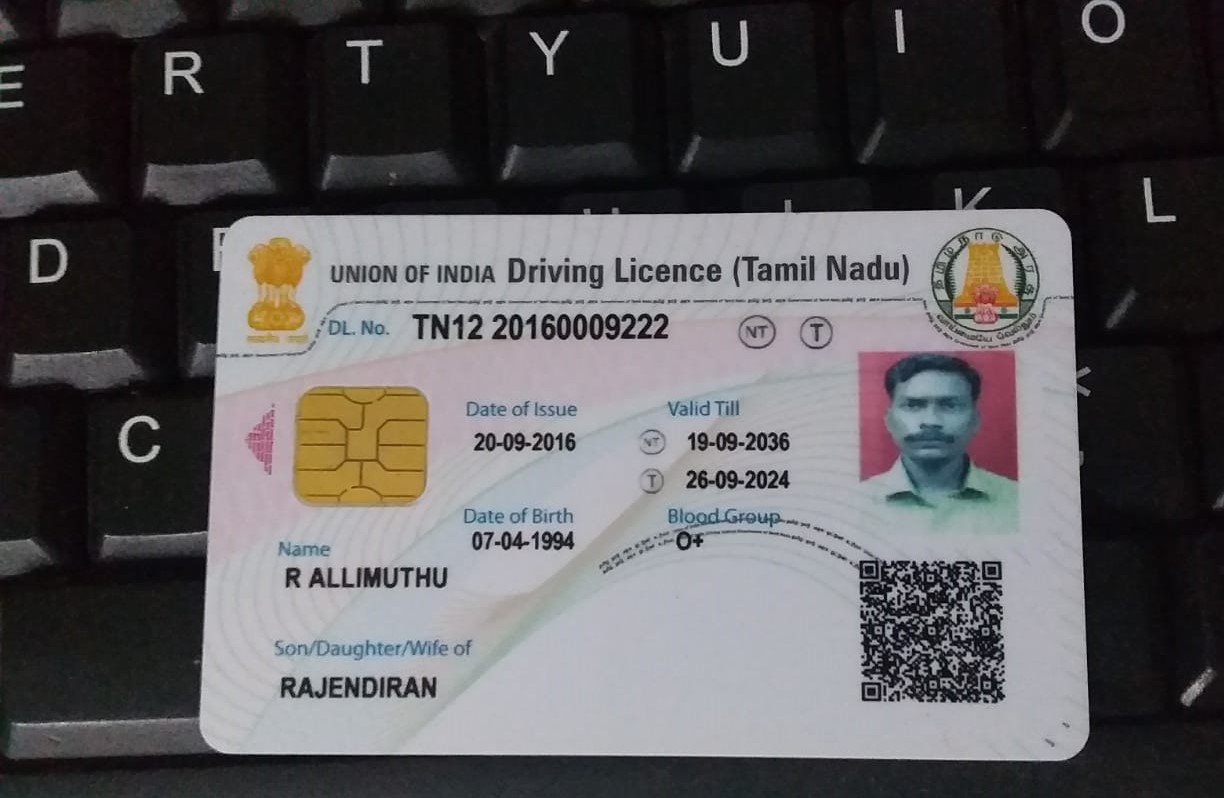 E R T Y U I O
D K L
C
UNION OF INDIA Driving Licence (Tamil Nadu)
DL. No. TN12 20160009222 NT T
Date of Issue Valid Till
20-09-2016 NT 19-09-2036
T 26-09-2024
Date of Birth Blood Group
07-04-1994 O+
Name
R ALLIMUTHU
Son/Daughter/Wife of
RAJENDIRAN